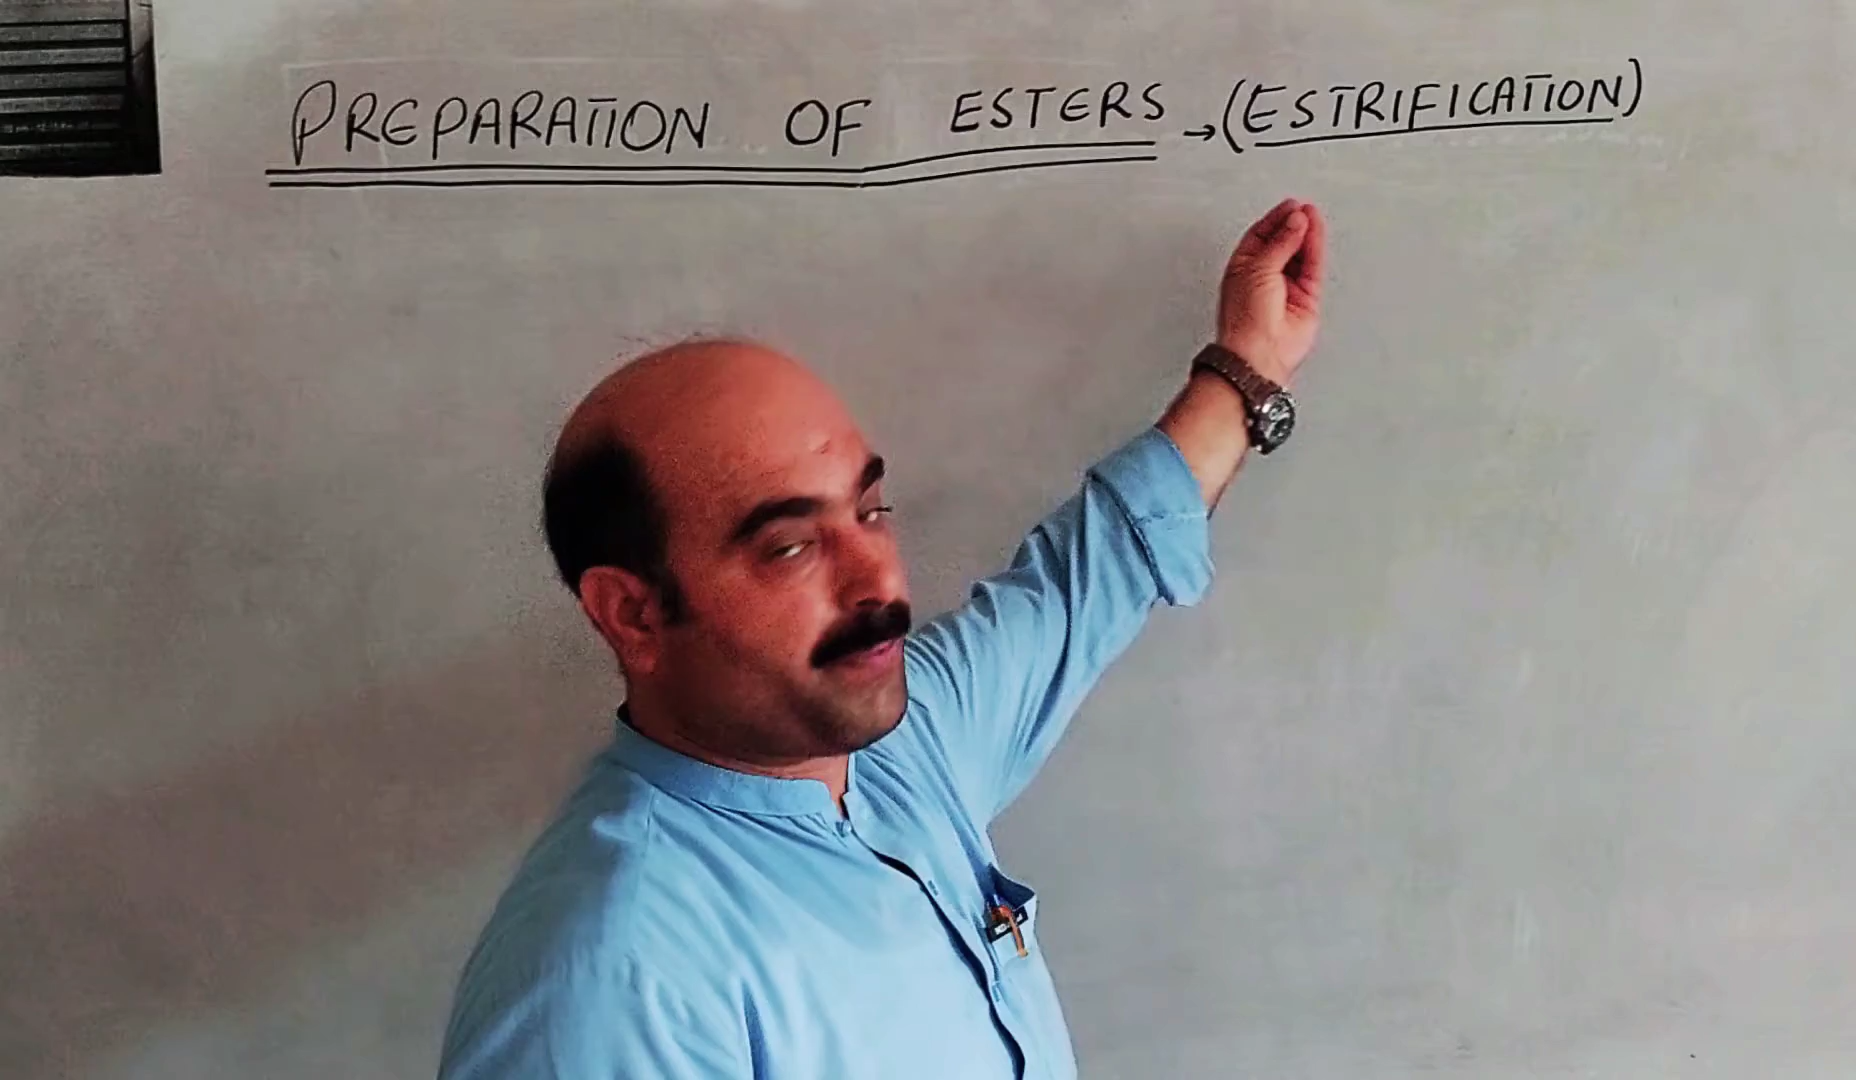 PREPARATION OF ESTERS → (ESTRIFICATION)